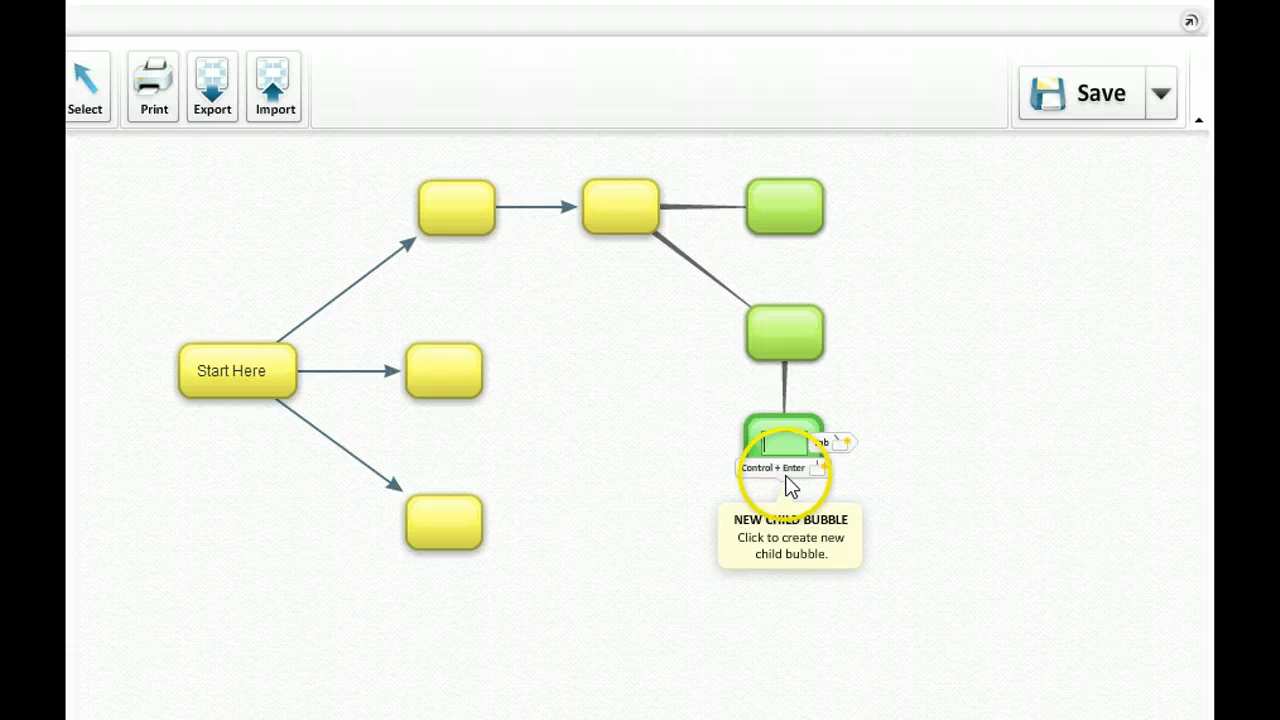 Select
Print
Export
Import
Save
Start Here
Control + Enter
NEW CHILD BUBBLE
Click to create new
child bubble.